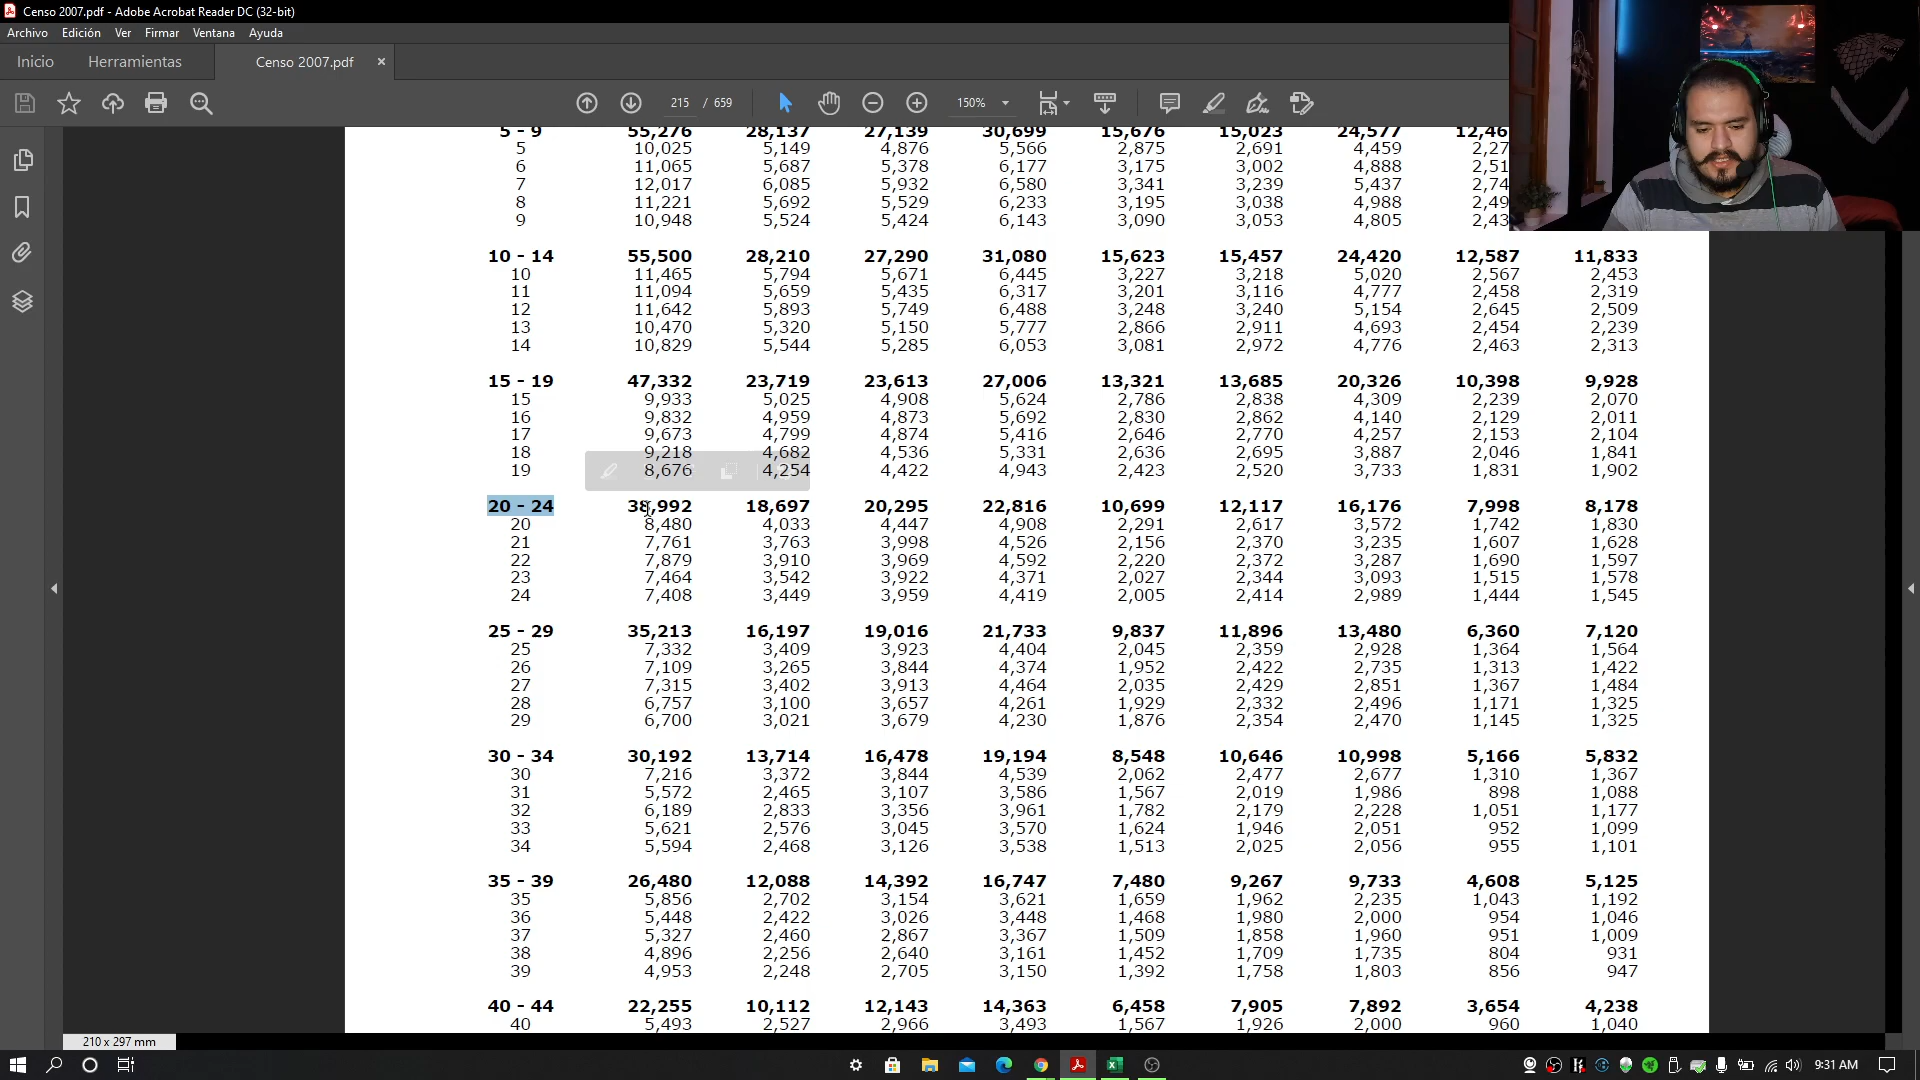 Censo 2007.pdf - Adobe Acrobat Reader DC (32-bit)
Archivo Edición Ver Firmar Ventana Ayuda
Inicio Herramientas Censo 2007.pdf ×
215 / 659 150%
5 - 9 55,276 28,137 27,139 30,699 15,676 15,023 24,577 12,46
5 10,025 5,149 4,876 5,566 2,875 2,691 4,459 2,27
6 11,065 5,687 5,378 6,177 3,175 3,002 4,888 2,51
7 12,017 6,085 5,932 6,580 3,341 3,239 5,437 2,74
8 11,221 5,692 5,529 6,233 3,195 3,038 4,988 2,49
9 10,948 5,524 5,424 6,143 3,090 3,053 4,805 2,43
10 - 14 55,500 28,210 27,290 31,080 15,623 15,457 24,420 12,587 11,833
10 11,465 5,794 5,671 6,445 3,227 3,218 5,020 2,567 2,453
11 11,094 5,659 5,435 6,317 3,201 3,116 4,777 2,458 2,319
12 11,642 5,893 5,749 6,488 3,248 3,240 5,154 2,645 2,509
13 10,470 5,320 5,150 5,777 2,866 2,911 4,693 2,454 2,239
14 10,829 5,544 5,285 6,053 3,081 2,972 4,776 2,463 2,313
15 - 19 47,332 23,719 23,613 27,006 13,321 13,685 20,326 10,398 9,928
15 9,933 5,025 4,908 5,624 2,786 2,838 4,309 2,239 2,070
16 9,832 4,959 4,873 5,692 2,830 2,862 4,140 2,129 2,011
17 9,673 4,799 4,874 5,416 2,646 2,770 4,257 2,153 2,104
18 9,218 4,682 4,536 5,331 2,636 2,695 3,887 2,046 1,841
19 8,676 4,254 4,422 4,943 2,423 2,520 3,733 1,831 1,902
20 - 24 38,992 18,697 20,295 22,816 10,699 12,117 16,176 7,998 8,178
20 8,480 4,033 4,447 4,908 2,291 2,617 3,572 1,742 1,830
21 7,761 3,763 3,998 4,526 2,156 2,370 3,235 1,607 1,628
22 7,879 3,910 3,969 4,592 2,220 2,372 3,287 1,690 1,597
23 7,464 3,542 3,922 4,371 2,027 2,344 3,093 1,515 1,578
24 7,408 3,449 3,959 4,419 2,005 2,414 2,989 1,444 1,545
25 - 29 35,213 16,197 19,016 21,733 9,837 11,896 13,480 6,360 7,120
25 7,332 3,409 3,923 4,404 2,045 2,359 2,928 1,364 1,564
26 7,109 3,265 3,844 4,374 1,952 2,422 2,735 1,313 1,422
27 7,315 3,402 3,913 4,464 2,035 2,429 2,851 1,367 1,484
28 6,757 3,100 3,657 4,261 1,929 2,332 2,496 1,171 1,325
29 6,700 3,021 3,679 4,230 1,876 2,354 2,470 1,145 1,325
30 - 34 30,192 13,714 16,478 19,194 8,548 10,646 10,998 5,166 5,832
30 7,216 3,372 3,844 4,539 2,062 2,477 2,677 1,310 1,367
31 5,572 2,465 3,107 3,586 1,567 2,019 1,986 898 1,088
32 6,189 2,833 3,356 3,961 1,782 2,179 2,228 1,051 1,177
33 5,621 2,576 3,045 3,570 1,624 1,946 2,051 952 1,099
34 5,594 2,468 3,126 3,538 1,513 2,025 2,056 955 1,101
35 - 39 26,480 12,088 14,392 16,747 7,480 9,267 9,733 4,608 5,125
35 5,856 2,702 3,154 3,621 1,659 1,962 2,235 1,043 1,192
36 5,448 2,422 3,026 3,448 1,468 1,980 2,000 954 1,046
37 5,327 2,460 2,867 3,367 1,509 1,858 1,960 951 1,009
38 4,896 2,256 2,640 3,161 1,452 1,709 1,735 804 931
39 4,953 2,248 2,705 3,150 1,392 1,758 1,803 856 947
40 - 44 22,255 10,112 12,143 14,363 6,458 7,905 7,892 3,654 4,238
40 5,493 2,527 2,966 3,493 1,567 1,926 2,000 960 1,040
210 x 297 mm
9:31 AM